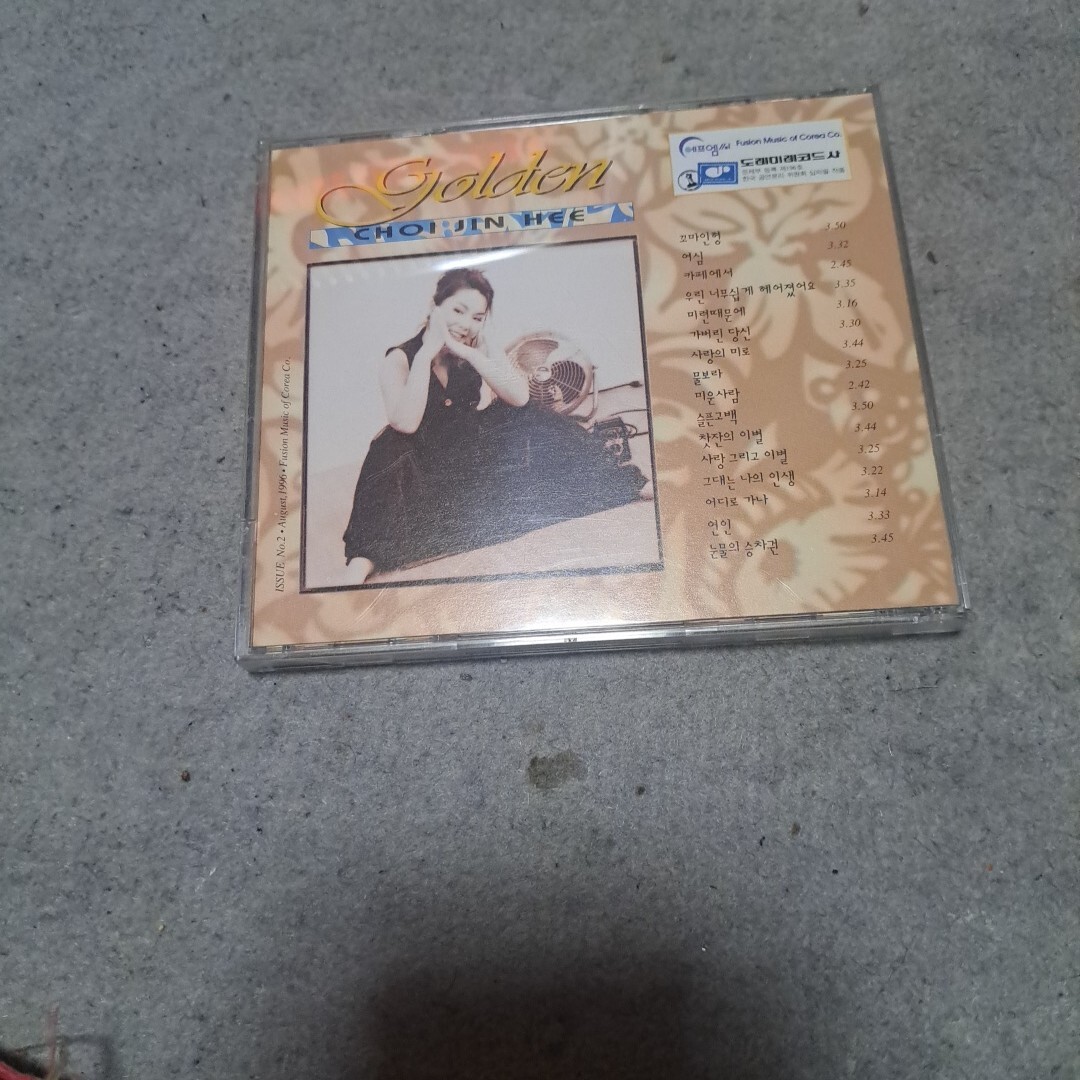 Golden
CHOI JIN HEE
에프엠씨 Fusion Music of Corea Co.
도레미레코드사
꼬마인형 3.50
여심 3.32
카페에서 2.45
우린 너무쉽게 헤어졌어요 3.35
미련때문에 3.16
가버린 당신 3.30
사랑의 미로 3.44
물보라 3.25
미운사람 2.42
슬픈고백 3.50
찻잔의 이별 3.44
사랑 그리고 이별 3.25
그대는 나의 인생 3.22
어디로 가나 3.14
연인 3.33
눈물의 승차권 3.45
ISSUE, No.2 • August,1996 • Fusion Music of Corea Co.